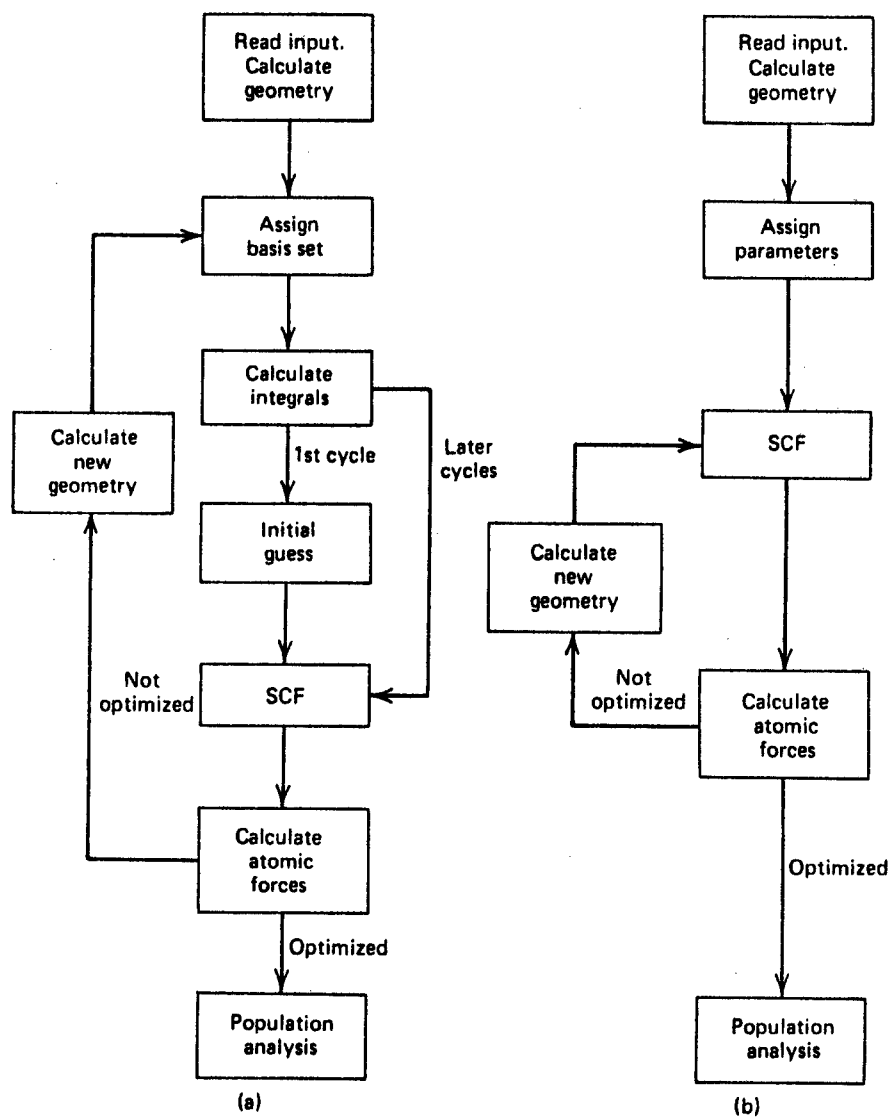 Read input.
Calculate
geometry
Assign
basis set
Calculate
integrals
1st cycle
Later
cycles
Calculate
new
geometry
Initial
guess
Not
optimized
SCF
Calculate
atomic
forces
Optimized
Population
analysis
(a)
Read input.
Calculate
geometry
Assign
parameters
SCF
Calculate
new
geometry
Not
optimized
Calculate
atomic
forces
Optimized
Population
analysis
(b)